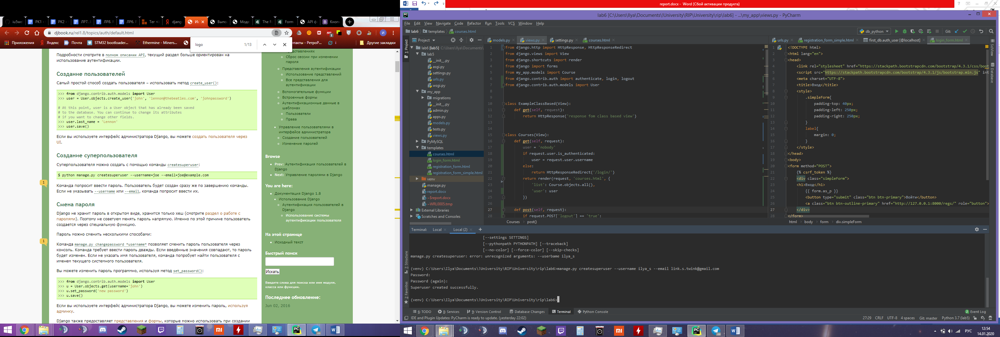 iu5we
РК1 -
РК2 -
ЛР7. J
ЛР8. R
ЛР6. F
Тег <
djang
Ис
Выпо.
Моде
The Fo
Form
API ф
Кноп
djbook.ru/rel1.8/topics/auth/default.html
Приложения
Яндекс
Почта
STM32 bootloader...
Ethermine - Miners...
Другие закладки
logo
1/13
Подробности смотрите в полном описании API, текущий раздел больше ориентирован на
использование аутентификации.
Создание пользователей
Самый простой способ создать пользователя – использовать метод create_user():
>>> from django.contrib.auth.models import User
>>> user = User.objects.create_user('john', 'lennon@thebeatles.com', 'johnpassword')
# At this point, user is a User object that has already been saved
# to the database. You can continue to change its attributes
# if you want to change other fields.
>>> user.last_name = 'Lennon'
>>> user.save()
Если вы используете интерфейс администратора Django, вы можете создать пользователя через
UI.
Создание суперпользователя
Суперпользователя можно создать с помощью команды createsuperuser:
$ python manage.py createsuperuser --username=joe --email=joe@example.com
1
Команда попросит ввести пароль. Пользователь будет создан сразу же по завершению команды.
Если не указывать --username или --email, команда попросит ввести их.
Смена пароля
Django не хранит пароль в открытом виде, хранится только хеш (смотрите раздел о работе с
паролями). Поэтому не советуем менять пароль напрямую. Именно по этой причине пользователь
создается через специальную функцию.
Пароль можно сменить несколькими способами:
1
Команда manage.py changepassword *username* позволяет сменить пароль пользователя через
консоль. Команда требует ввести пароль дважды. Если введённые значения совпадают, то пароль
будет изменен. Если не указать имя пользователя, команда попробует найти пользователя с
именем текущего системного пользователя.
Вы можете изменить пароль программно, используя метод set_password():
>>> from django.contrib.auth.models import User
>>> u = User.objects.get(username='john')
>>> u.set_password('new password')
>>> u.save()
Если вы используете интерфейс администратора Django, вы можете изменить пароль, используя
админку.
Django также предоставляет представления и формы, которые можно использовать при создании
Сброс сессии при изменении
пароля
Представления аутентификации
Использование представлений
Все представления для
аутентификации
Вспомогательные функции
Встроенные формы
Аутентификационные данные в
шаблонах
Пользователи
Права
Управление пользователями в
интерфейсе администратора
Создание пользователей
Изменение паролей
Browse
Prev: Аутентификация пользователей в
Django
Next: Управление паролями в Django
You are here:
Документация Django 1.8
Использование Django
Аутентификация пользователей в
Django
Использование системы
аутентификации пользователя
На этой странице
Исходный текст
Быстрый поиск
Искать
Введите слова для поиска или имя модуля,
класса или функции.
Последнее обновление:
Jun 02, 2016
report.docx - Word (Сбой активации продукта)
lab6 [C:\Users\Ilya\Documents\!University\RIP\University\rip\lab6] - ...\my_app\views.py - PyCharm
File Edit View Navigate Code Refactor Run Tools VCS Window Help
lab6 templates courses.html
db_python
Git:
Project
models.py
views.py
settings.py
courses.html
urls.py
registration_form_simple.html
first_db.auth_user [@localhost]
login_form.html
1: Project
lab6 [lab5] C:\Users\Ilya\Documents\
lab5
__init__.py
asgi.py
settings.py
urls.py
wsgi.py
my_app
migrations
__init__.py
admin.py
apps.py
models.py
tests.py
views.py
PyMySQL
templates
courses.html
login_form.html
registration_form.html
registration_form_simple.html
venv
manage.py
report.docx
~$report.docx
~WRL0005.tmp
External Libraries
Scratches and Consoles
1 from django.http import HttpResponse, HttpResponseRedirect
2 from django.views import View
3 from django.shortcuts import render
4 from django import forms
5 from my_app.models import Course
6 from django.contrib.auth import authenticate, login, logout
7 from django.contrib.auth.models import User
8
9
10 class ExampleClassBased(View):
11 def get(self, request):
12 return HttpResponse('response fom class based view')
13
14
15 class Courses(View):
16 def get(self, request):
17 user = 'nobody'
18 if request.user.is_authenticated:
19 user = request.user.username
20 else:
21 return HttpResponseRedirect('/login/')
22 return render(request, 'courses.html', {
23 'list': Course.objects.all(),
24 'user': user
25 })
26
27 def post(self, request):
28 if request.POST['logout'] == 'true':
Courses post()
1 <!DOCTYPE html>
2 <html lang="en">
3 <head>
4 <link rel="stylesheet" href="https://stackpath.bootstrapcdn.com/bootstrap/4.3.1/css/boot
5 <script src="https://stackpath.bootstrapcdn.com/bootstrap/4.3.1/js/bootstrap.min.js" int
6 <meta charset="UTF-8">
7 <title>Вход</title>
8 <style>
9 .simpleForm{
10 padding-top: 40px;
11 padding-left: 250px;
12 padding-right: 250px;
13 }
14 label{
15 margin: 0;
16 }
17 </style>
18 </head>
19 <body>
20 <form method="POST">
21 {% csrf_token %}
22 <div class="simpleForm">
23 <h1>Вход</h1>
24 {{ form.as_p }}
25 <button type="submit" class="btn btn-primary">Войти</button>
26 <a class="btn btn-outline-primary" href="http://127.0.0.1:8000/regs/" role="button">
27 </div>
28 </form>
html body form div.simpleForm
SciView
Database
Terminal: Local Local (2)
[--settings SETTINGS]
[--pythonpath PYTHONPATH] [--traceback]
[--no-color] [--force-color] [--skip-checks]
manage.py createsuperuser: error: unrecognized arguments: --userbame ilya_s
(venv) C:\Users\Ilya\Documents\!University\RIP\University\rip\lab6>manage.py createsuperuser --username ilya_s --email link.s.twink@gmail.com
Password:
Password (again):
Superuser created successfully.
(venv) C:\Users\Ilya\Documents\!University\RIP\University\rip\lab6>
7: Structure
2: Favorites
6: TODO 8: Services 9: Version Control Database Changes Terminal Python Console
2 Event Log
IDE and Plugin Updates: PyCharm is ready to update. (yesterday 22:02)
27:29 CRLF UTF-8 4 spaces Git: master Python 3.7 (lab5)
РУС
12:54
14.01.2020